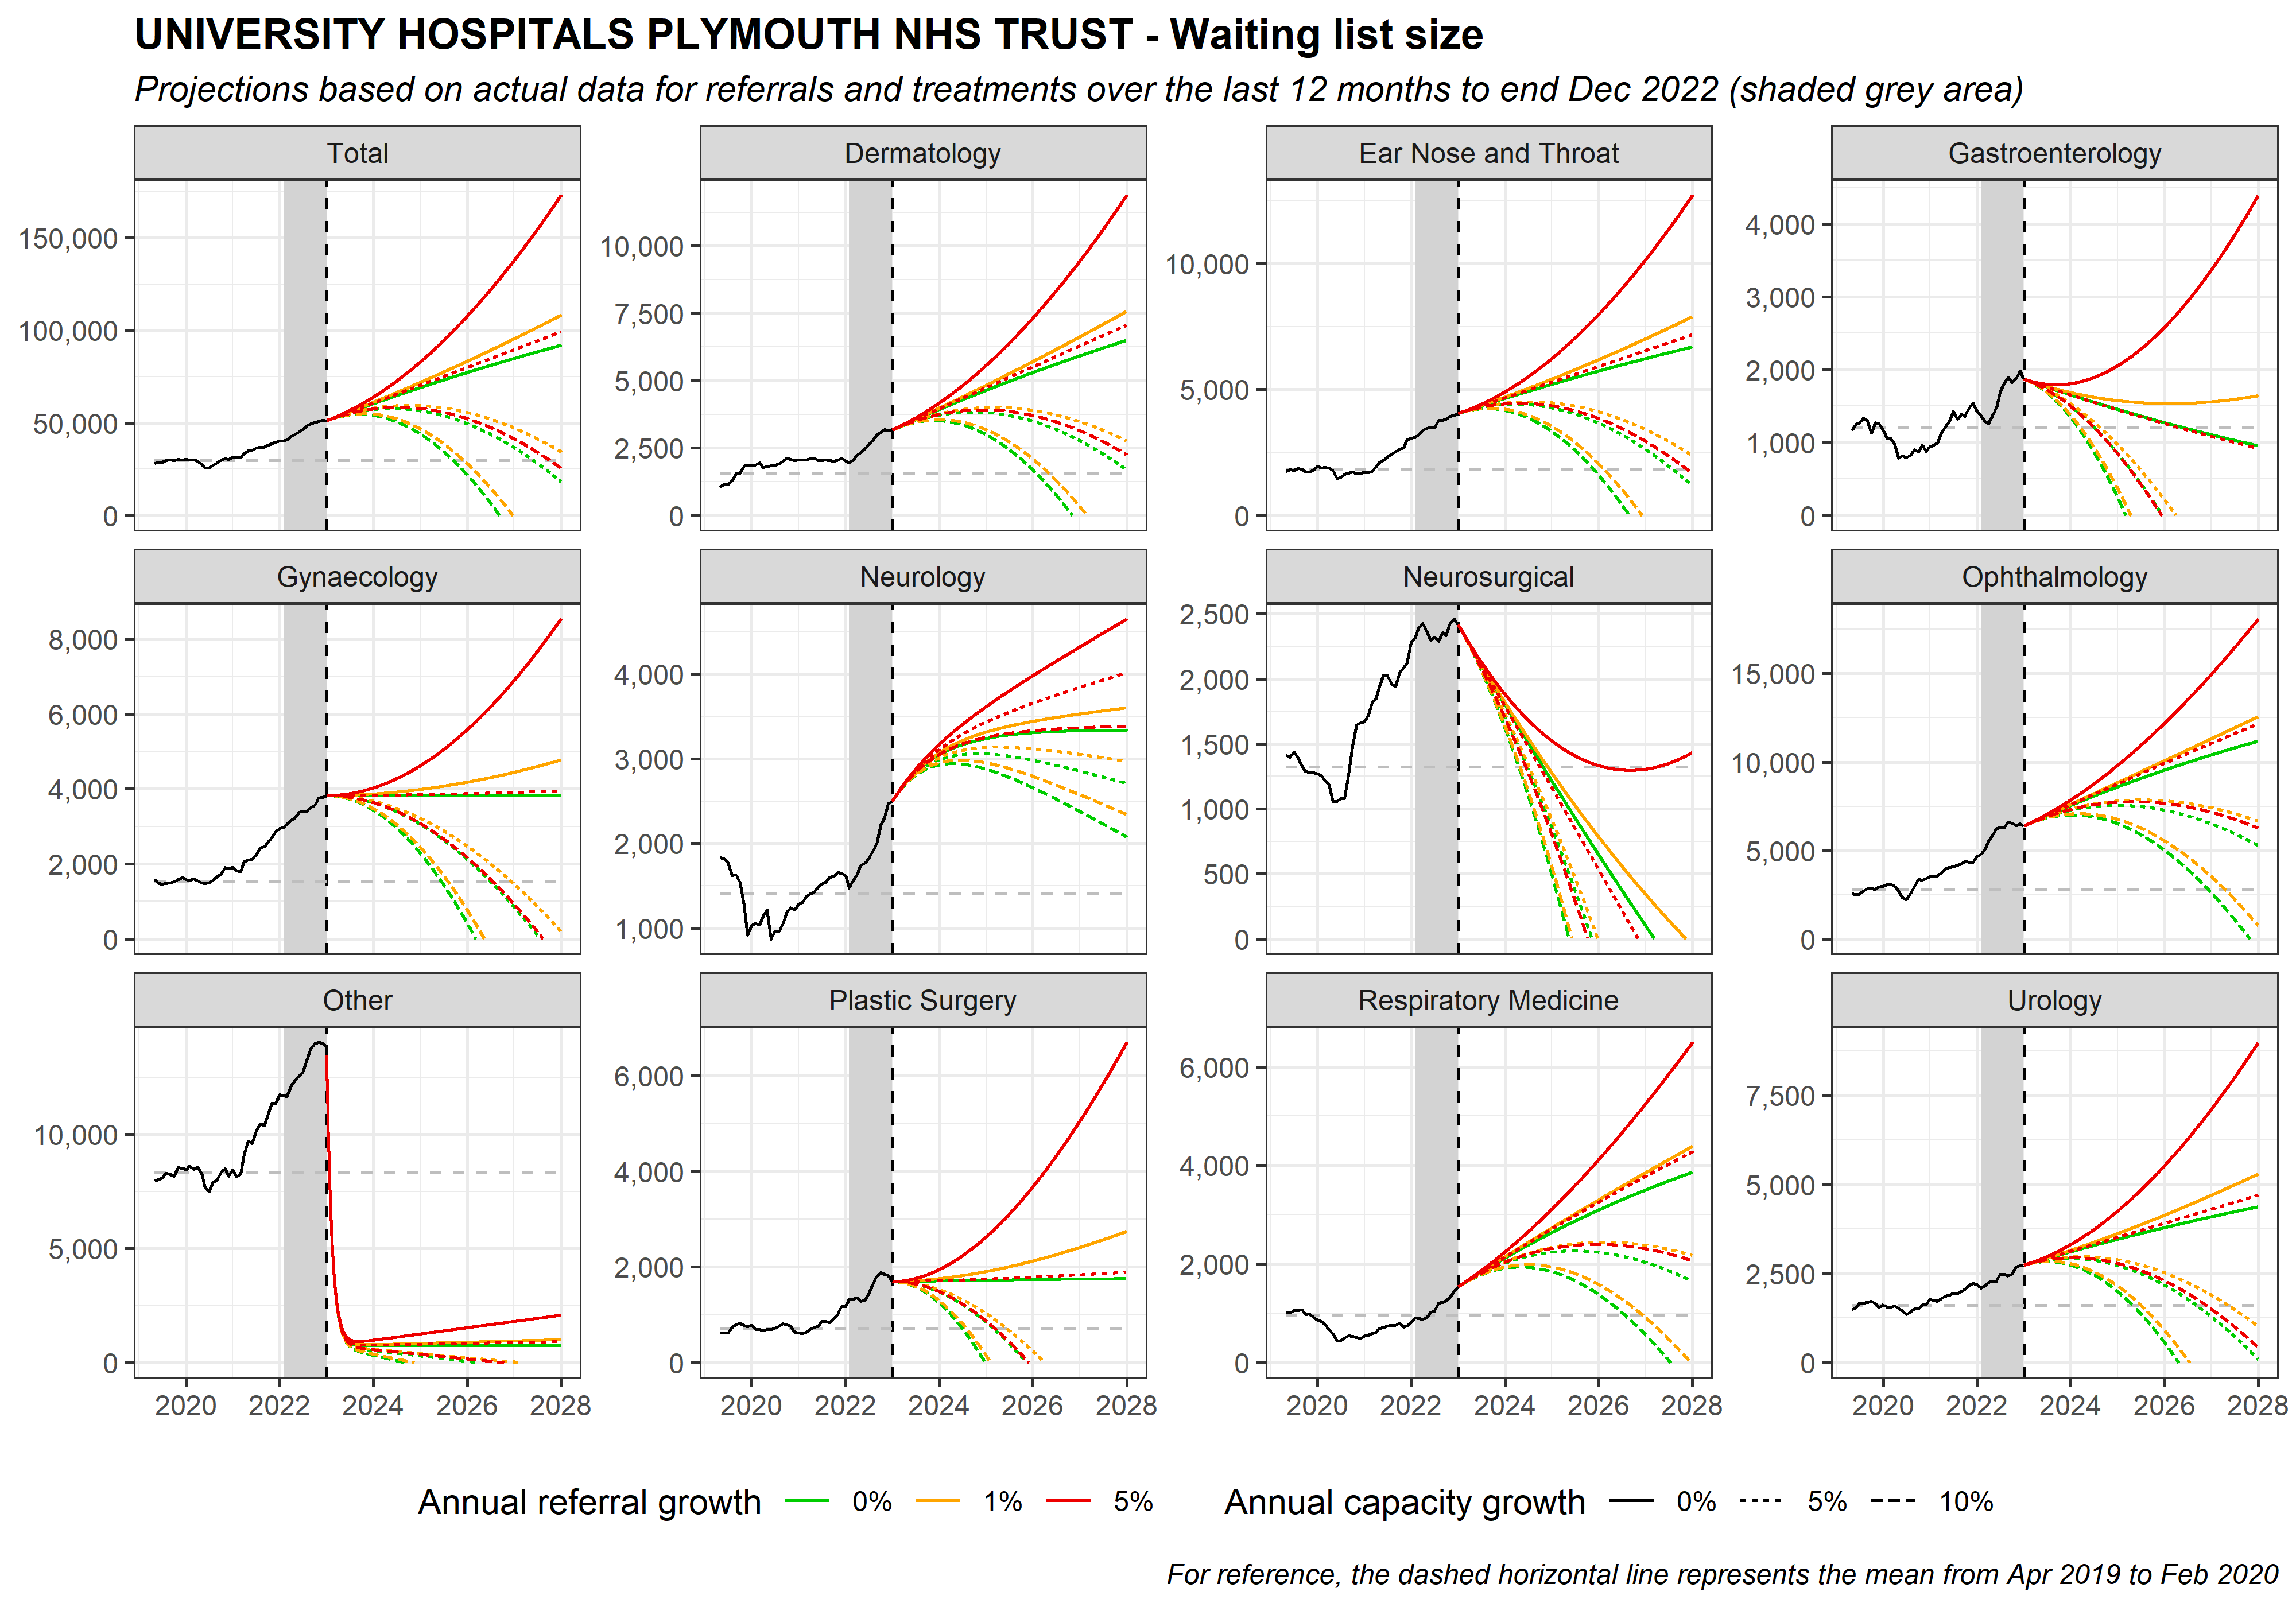 UNIVERSITY HOSPITALS PLYMOUTH NHS TRUST - Waiting list size
Projections based on actual data for referrals and treatments over the last 12 months to end Dec 2022 (shaded grey area)
Total
150,000
100,000
50,000
0
Dermatology
10,000
7,500
5,000
2,500
0
Ear Nose and Throat
10,000
5,000
0
Gastroenterology
4,000
3,000
2,000
1,000
0
Gynaecology
8,000
6,000
4,000
2,000
0
Neurology
4,000
3,000
2,000
1,000
Neurosurgical
2,500
2,000
1,500
1,000
500
0
Ophthalmology
15,000
10,000
5,000
0
Other
10,000
5,000
0
2020 2022 2024 2026 2028
Plastic Surgery
6,000
4,000
2,000
0
2020 2022 2024 2026 2028
Respiratory Medicine
6,000
4,000
2,000
0
2020 2022 2024 2026 2028
Urology
7,500
5,000
2,500
0
2020 2022 2024 2026 2028
Annual referral growth 0% 1% 5% Annual capacity growth 0% 5% 10%
For reference, the dashed horizontal line represents the mean from Apr 2019 to Feb 2020